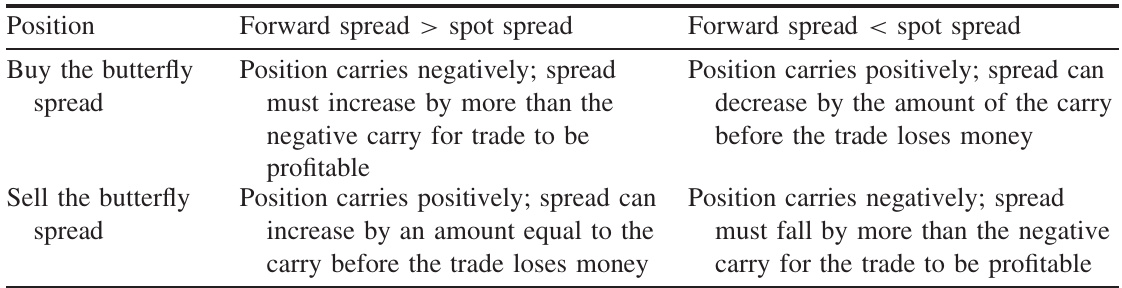 Position Forward spread > spot spread Forward spread < spot spread
Buy the butterfly Position carries negatively; spread Position carries positively; spread can
spread must increase by more than the decrease by the amount of the carry
negative carry for trade to be before the trade loses money
profitable
Sell the butterfly Position carries positively; spread can Position carries negatively; spread
spread increase by an amount equal to the must fall by more than the negative
carry before the trade loses money carry for the trade to be profitable